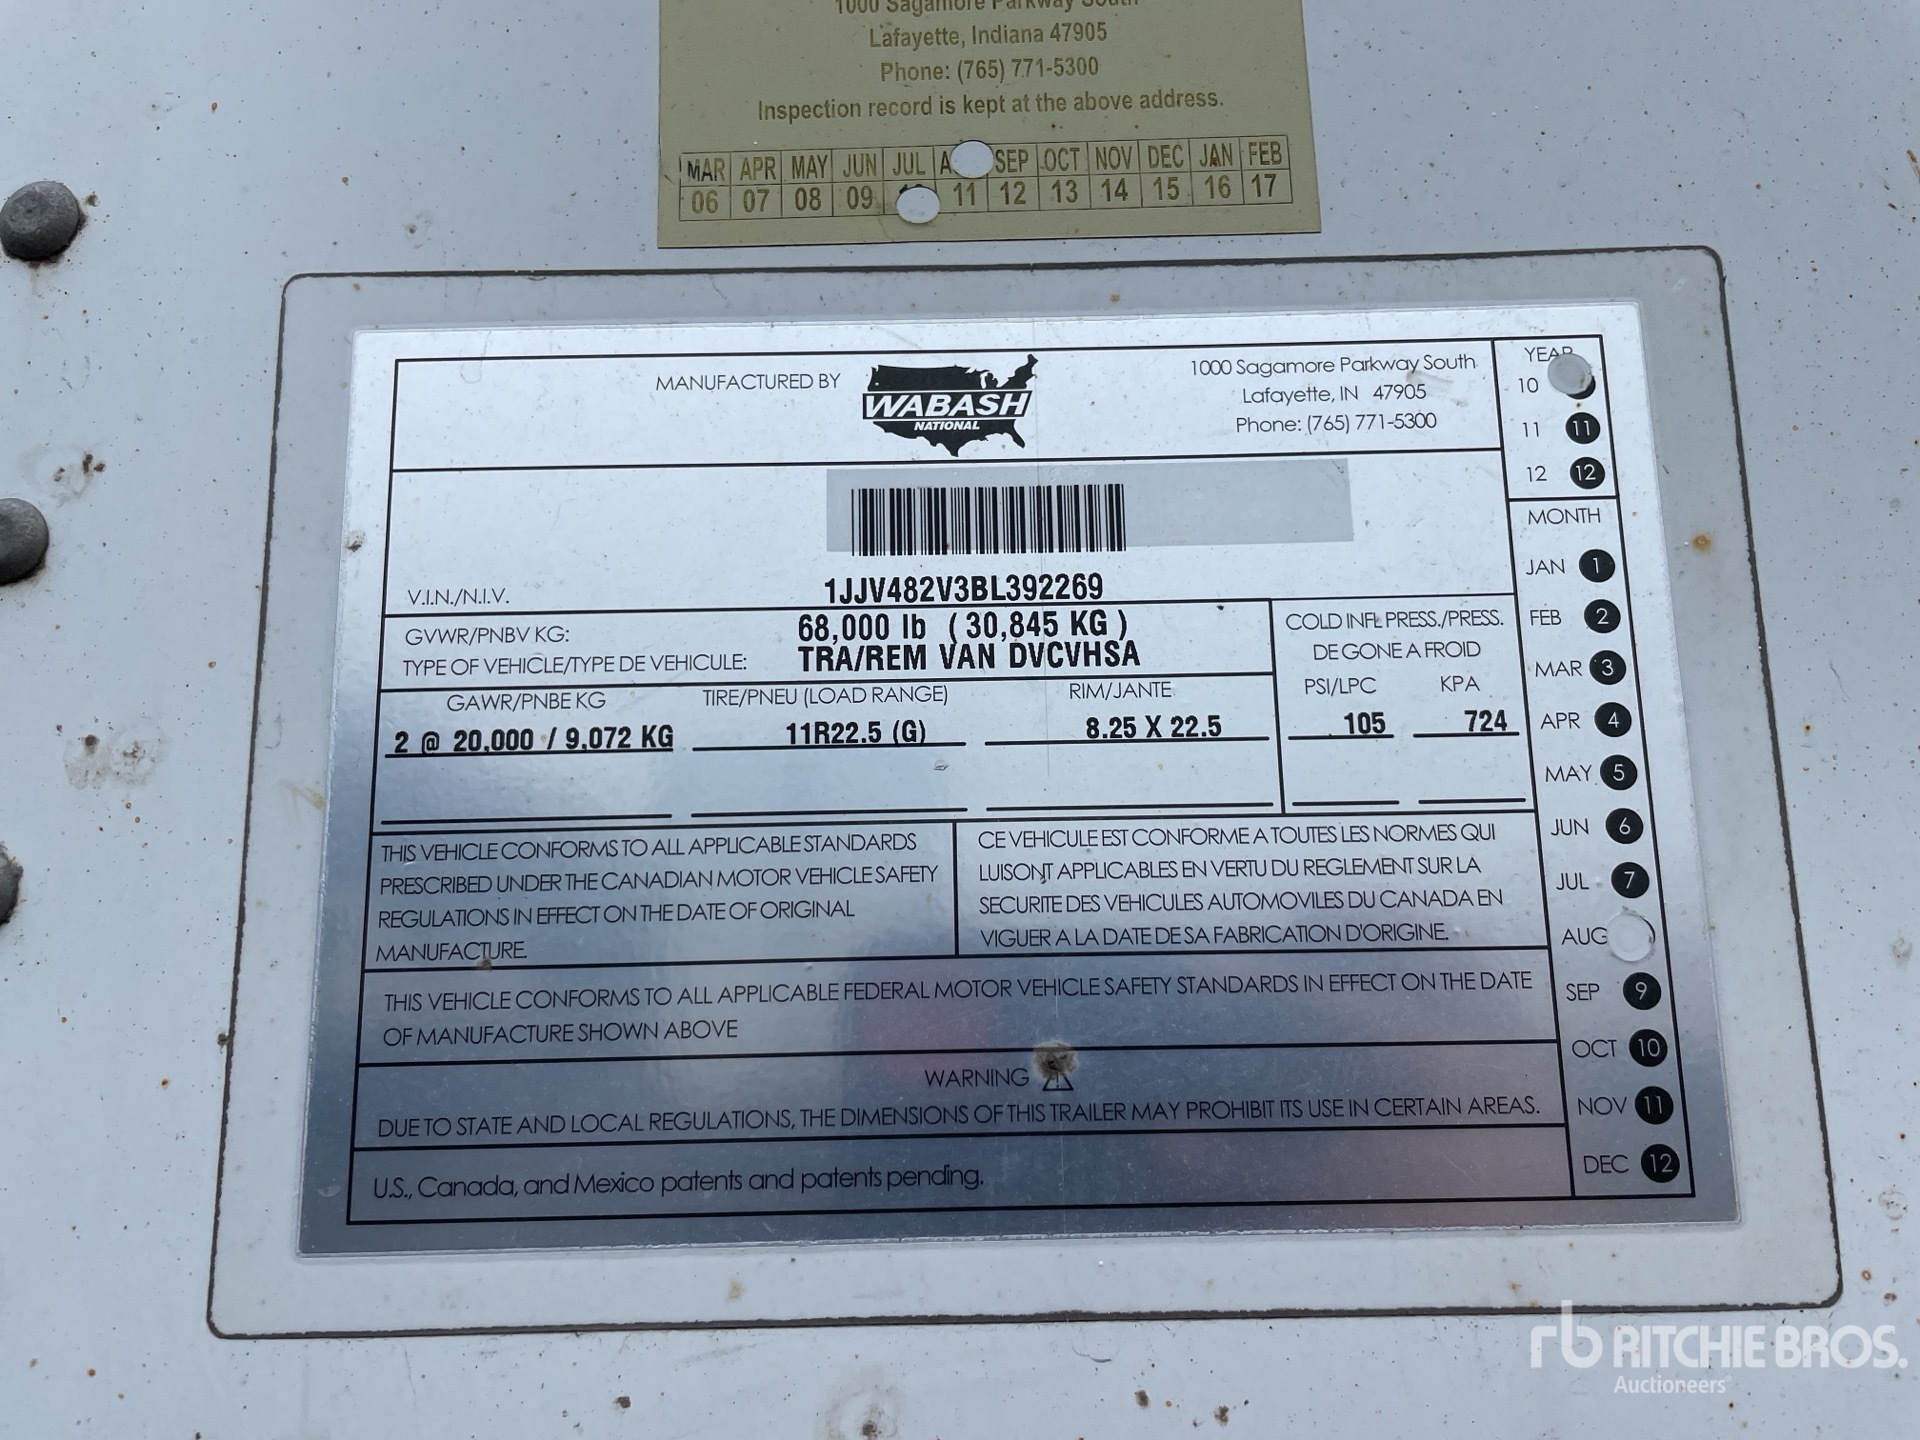 1000 Sagamore Parkway South
Lafayette, Indiana 47905
Phone: (765) 771-5300
Inspection record is kept at the above address.
MAR APR MAY JUN JUL A SEP OCT NOV DEC JAN FEB
06 07 08 09 11 12 13 14 15 16 17
MANUFACTURED BY
WABASH
NATIONAL
1000 Sagamore Parkway South
Lafayette, IN 47905
Phone: (765) 771-5300
V.I.N./N.I.V.
1JJV482V3BL392269
GVWR/PNBV KG:
68,000 lb ( 30,845 KG )
TYPE OF VEHICLE/TYPE DE VEHICULE:
TRA/REM VAN DVCVHSA
COLD INFL PRESS./PRESS.
DE GONE A FROID
GAWR/PNBE KG
TIRE/PNEU (LOAD RANGE)
RIM/JANTE
PSI/LPC
KPA
2 @ 20,000 / 9,072 KG
11R22.5 (G)
8.25 X 22.5
105
724
THIS VEHICLE CONFORMS TO ALL APPLICABLE STANDARDS
PRESCRIBED UNDER THE CANADIAN MOTOR VEHICLE SAFETY
REGULATIONS IN EFFECT ON THE DATE OF ORIGINAL
MANUFACTURE.
CE VEHICULE EST CONFORME A TOUTES LES NORMES QUI
LUISONT APPLICABLES EN VERTU DU REGLEMENT SUR LA
SECURITE DES VEHICULES AUTOMOVILES DU CANADA EN
VIGUER A LA DATE DE SA FABRICATION D'ORIGINE.
THIS VEHICLE CONFORMS TO ALL APPLICABLE FEDERAL MOTOR VEHICLE SAFETY STANDARDS IN EFFECT ON THE DATE
OF MANUFACTURE SHOWN ABOVE
WARNING
DUE TO STATE AND LOCAL REGULATIONS, THE DIMENSIONS OF THIS TRAILER MAY PROHIBIT ITS USE IN CERTAIN AREAS.
U.S., Canada, and Mexico patents and patents pending.
YEAR
10
11 11
12 12
MONTH
JAN 1
FEB 2
MAR 3
APR 4
MAY 5
JUN 6
JUL 7
AUG
SEP 9
OCT 10
NOV 11
DEC 12
rb RITCHIE BROS.
Auctioneers